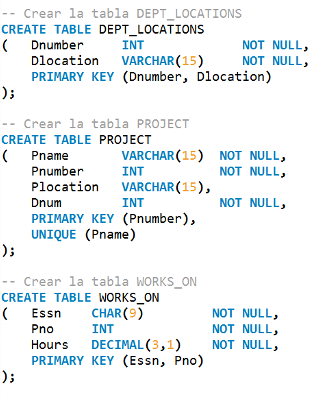 -- Crear la tabla DEPT_LOCATIONS
CREATE TABLE DEPT_LOCATIONS
(   Dnumber     INT             NOT NULL,
    Dlocation   VARCHAR(15)     NOT NULL,
    PRIMARY KEY (Dnumber, Dlocation)
);
-- Crear la tabla PROJECT
CREATE TABLE PROJECT
(   Pname       VARCHAR(15)  NOT NULL,
    Pnumber     INT          NOT NULL,
    Plocation   VARCHAR(15),
    Dnum        INT          NOT NULL,
    PRIMARY KEY (Pnumber),
    UNIQUE (Pname)
);
-- Crear la tabla WORKS_ON
CREATE TABLE WORKS_ON
(   Essn    CHAR(9)         NOT NULL,
    Pno     INT             NOT NULL,
    Hours   DECIMAL(3,1)    NOT NULL,
    PRIMARY KEY (Essn, Pno)
);